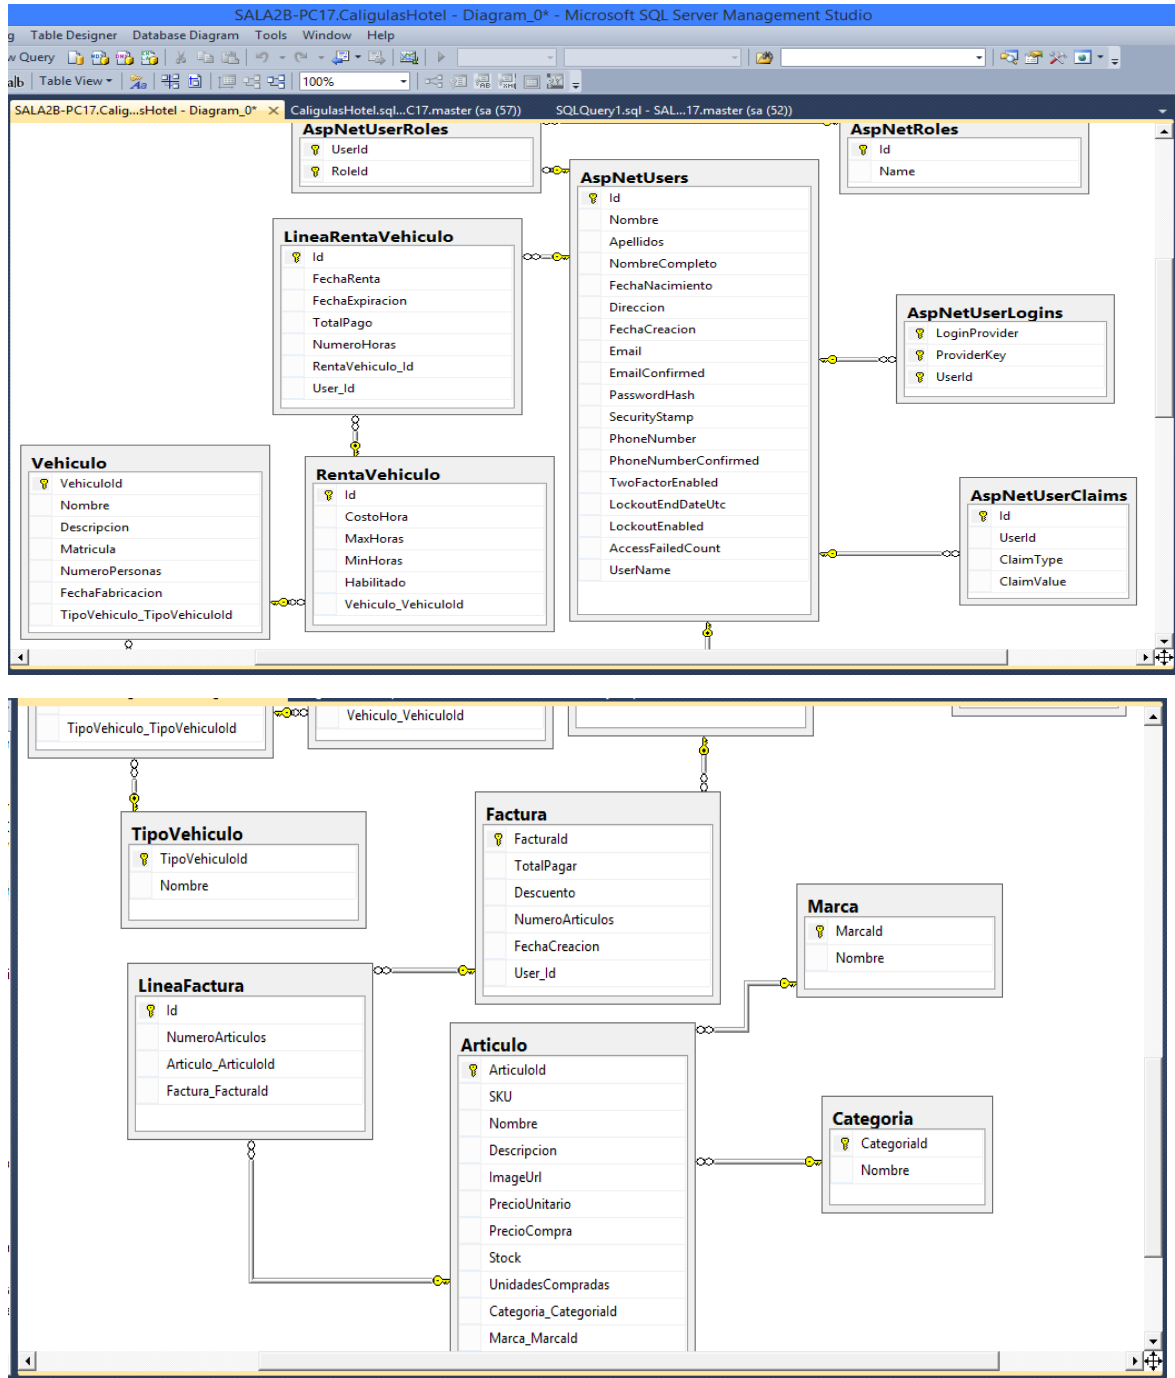 SALA2B-PC17.CaligulasHotel - Diagram_0* - Microsoft SQL Server Management Studio
g Table Designer Database Diagram Tools Window Help
w Query
a|b Table View 100%
SALA2B-PC17.Calig...sHotel - Diagram_0* CaligulasHotel.sql...C17.master (sa (57)) SQLQuery1.sql - SAL...17.master (sa (52))
AspNetUserRoles
UserId
RoleId
AspNetRoles
Id
Name
AspNetUsers
Id
Nombre
Apellidos
NombreCompleto
FechaNacimiento
Direccion
FechaCreacion
Email
EmailConfirmed
PasswordHash
SecurityStamp
PhoneNumber
PhoneNumberConfirmed
TwoFactorEnabled
LockoutEndDateUtc
LockoutEnabled
AccessFailedCount
UserName
LineaRentaVehiculo
Id
FechaRenta
FechaExpiracion
TotalPago
NumeroHoras
RentaVehiculo_Id
User_Id
AspNetUserLogins
LoginProvider
ProviderKey
UserId
Vehiculo
VehiculoId
Nombre
Descripcion
Matricula
NumeroPersonas
FechaFabricacion
TipoVehiculo_TipoVehiculoId
RentaVehiculo
Id
CostoHora
MaxHoras
MinHoras
Habilitado
Vehiculo_VehiculoId
AspNetUserClaims
Id
UserId
ClaimType
ClaimValue
TipoVehiculo_TipoVehiculoId
Vehiculo_VehiculoId
TipoVehiculo
TipoVehiculoId
Nombre
Factura
FacturaId
TotalPagar
Descuento
NumeroArticulos
FechaCreacion
User_Id
Marca
MarcaId
Nombre
LineaFactura
Id
NumeroArticulos
Articulo_ArticuloId
Factura_FacturaId
Articulo
ArticuloId
SKU
Nombre
Descripcion
ImageUrl
PrecioUnitario
PrecioCompra
Stock
UnidadesCompradas
Categoria_CategoriaId
Marca_MarcaId
Categoria
CategoriaId
Nombre